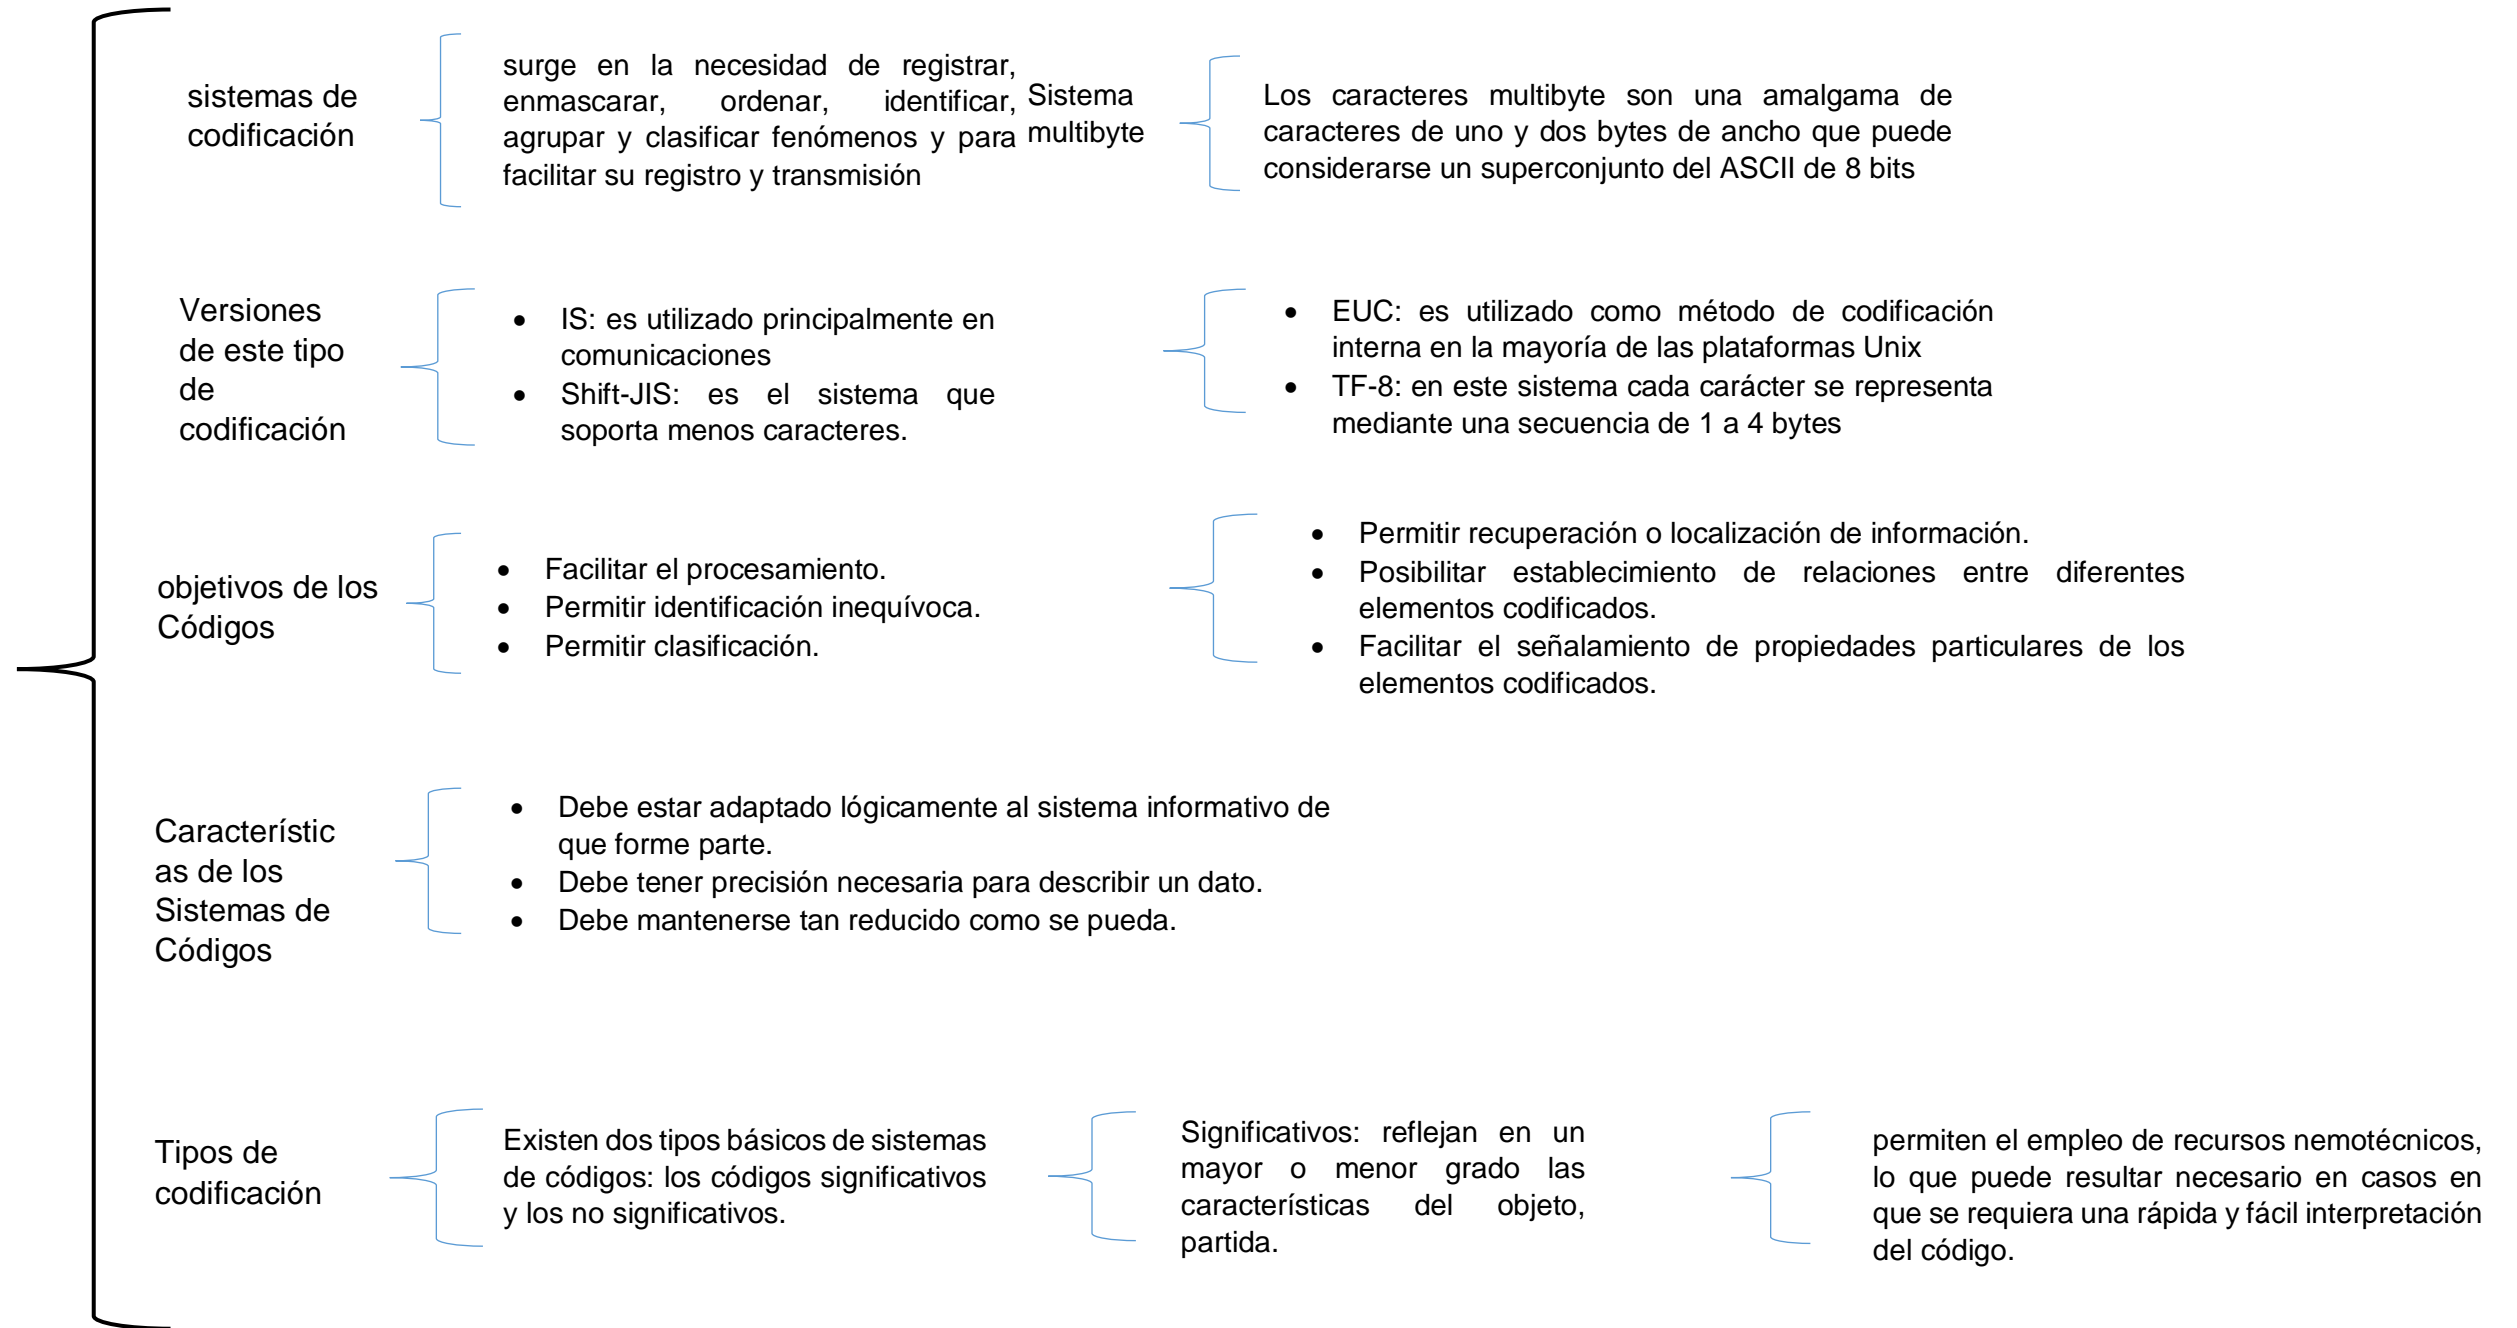 sistemas de
codificación
surge en la necesidad de registrar,
enmascarar, ordenar, identificar,
agrupar y clasificar fenómenos y para
facilitar su registro y transmisión
Sistema
multibyte
Los caracteres multibyte son una amalgama de
caracteres de uno y dos bytes de ancho que puede
considerarse un superconjunto del ASCII de 8 bits
Versiones
de este tipo
de
codificación
• IS: es utilizado principalmente en
comunicaciones
• Shift-JIS: es el sistema que
soporta menos caracteres.
• EUC: es utilizado como método de codificación
interna en la mayoría de las plataformas Unix
• TF-8: en este sistema cada carácter se representa
mediante una secuencia de 1 a 4 bytes
objetivos de los
Códigos
• Facilitar el procesamiento.
• Permitir identificación inequívoca.
• Permitir clasificación.
• Permitir recuperación o localización de información.
• Posibilitar establecimiento de relaciones entre diferentes
elementos codificados.
• Facilitar el señalamiento de propiedades particulares de los
elementos codificados.
Característic
as de los
Sistemas de
Códigos
• Debe estar adaptado lógicamente al sistema informativo de
que forme parte.
• Debe tener precisión necesaria para describir un dato.
• Debe mantenerse tan reducido como se pueda.
Tipos de
codificación
Existen dos tipos básicos de sistemas
de códigos: los códigos significativos
y los no significativos.
Significativos: reflejan en un
mayor o menor grado las
características del objeto,
partida.
permiten el empleo de recursos nemotécnicos,
lo que puede resultar necesario en casos en
que se requiera una rápida y fácil interpretación
del código.